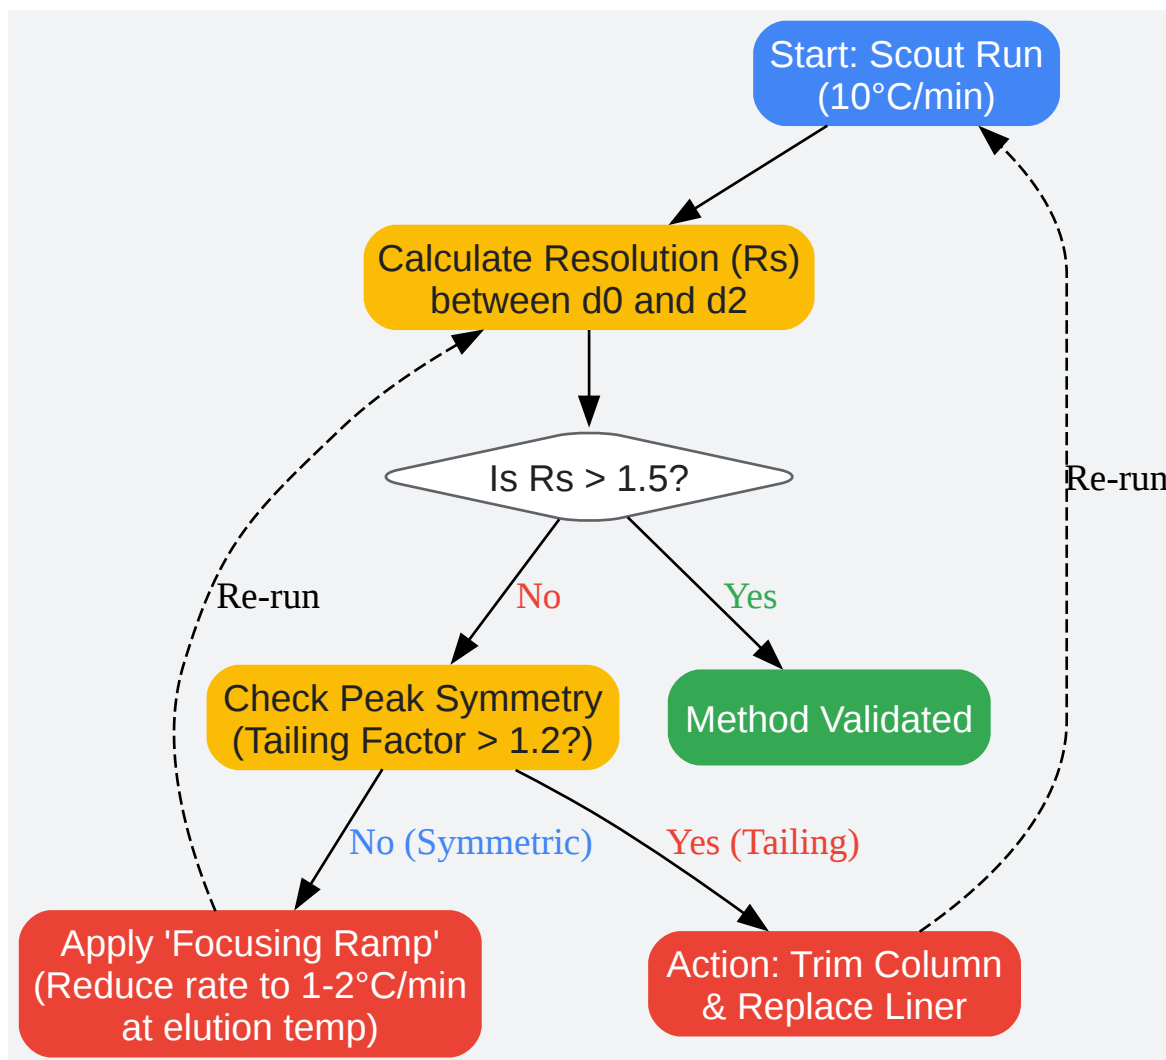 Start: Scout Run
(10°C/min)
Calculate Resolution (Rs)
between d0 and d2
Is Rs > 1.5?
Re-run
Re-run
No
Yes
Check Peak Symmetry
(Tailing Factor > 1.2?)
Method Validated
No (Symmetric)
Yes (Tailing)
Apply 'Focusing Ramp'
(Reduce rate to 1-2°C/min
at elution temp)
Action: Trim Column
& Replace Liner